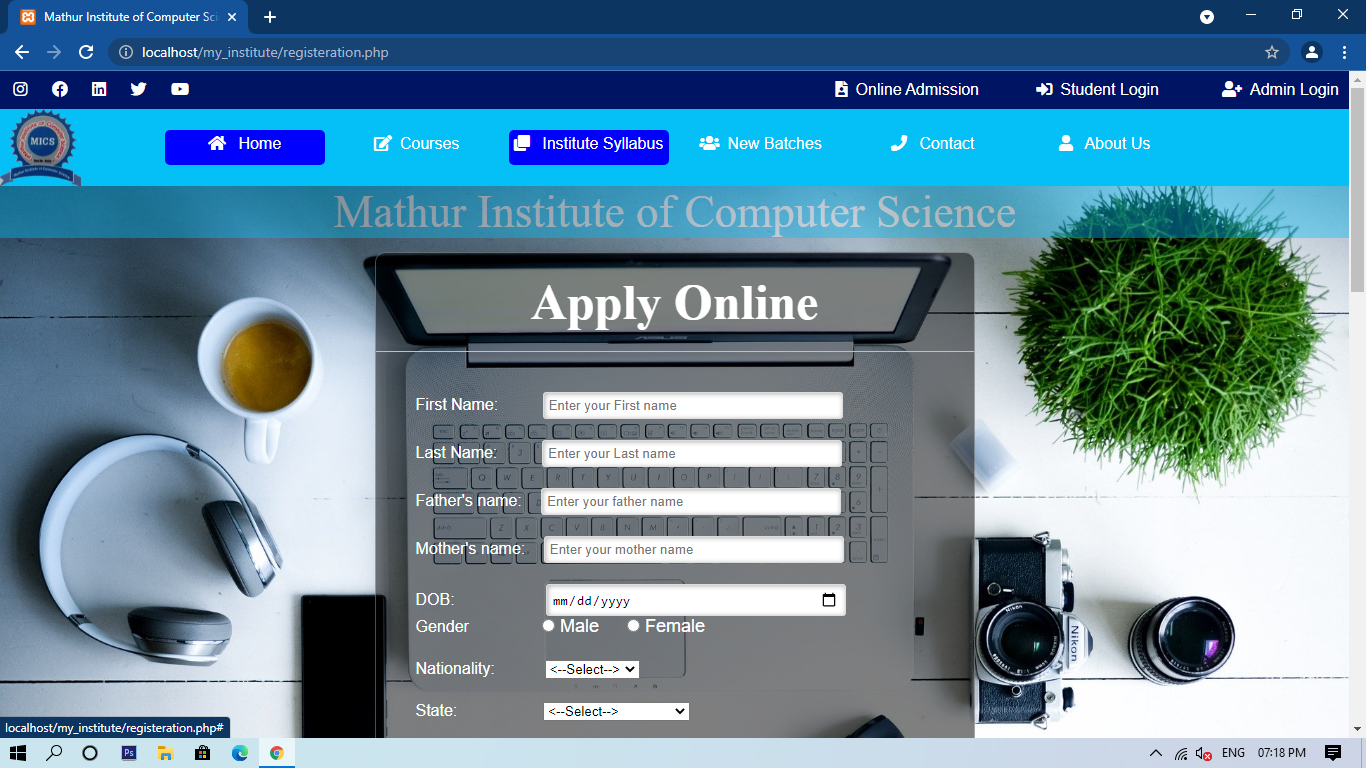 Mathur Institute of Computer Sci
localhost/my_institute/registeration.php
Online Admission
Student Login
Admin Login
MICS
Home
Courses
Institute Syllabus
New Batches
Contact
About Us
Mathur Institute of Computer Science
Apply Online
First Name:
Enter your First name
Last Name:
Enter your Last name
Father's name:
Enter your father name
Mother's name:
Enter your mother name
DOB:
mm/dd/yyyy
Gender
Male
Female
Nationality:
<--Select-->
State:
<--Select-->
Nikon
Nikon
localhost/my_institute/registeration.php#
Ps
ENG
07:18 PM